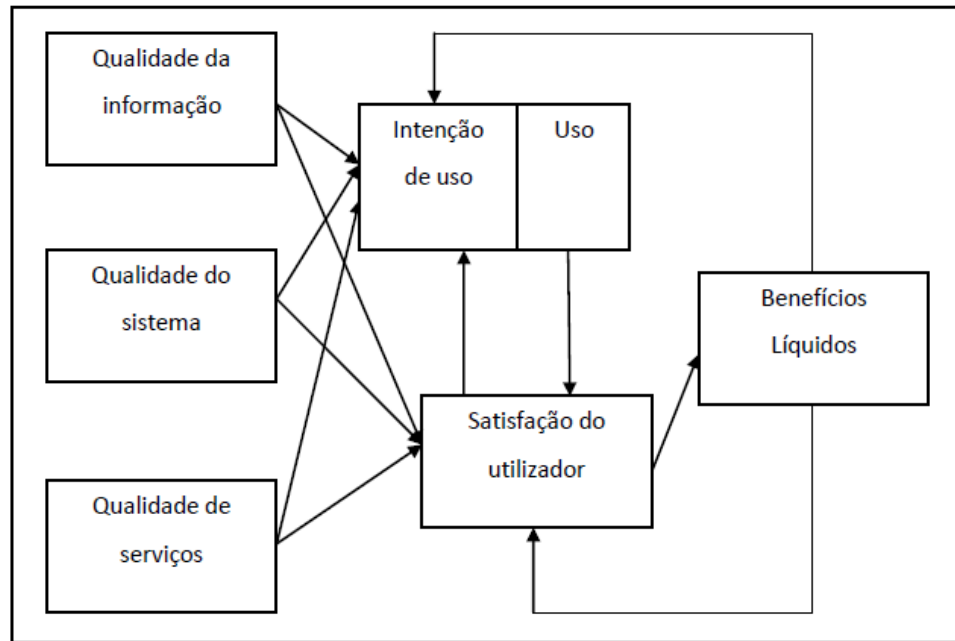 Qualidade da
informação
Intenção
de uso
Uso
Qualidade do
sistema
Benefícios
Líquidos
Satisfação do
utilizador
Qualidade de
serviços